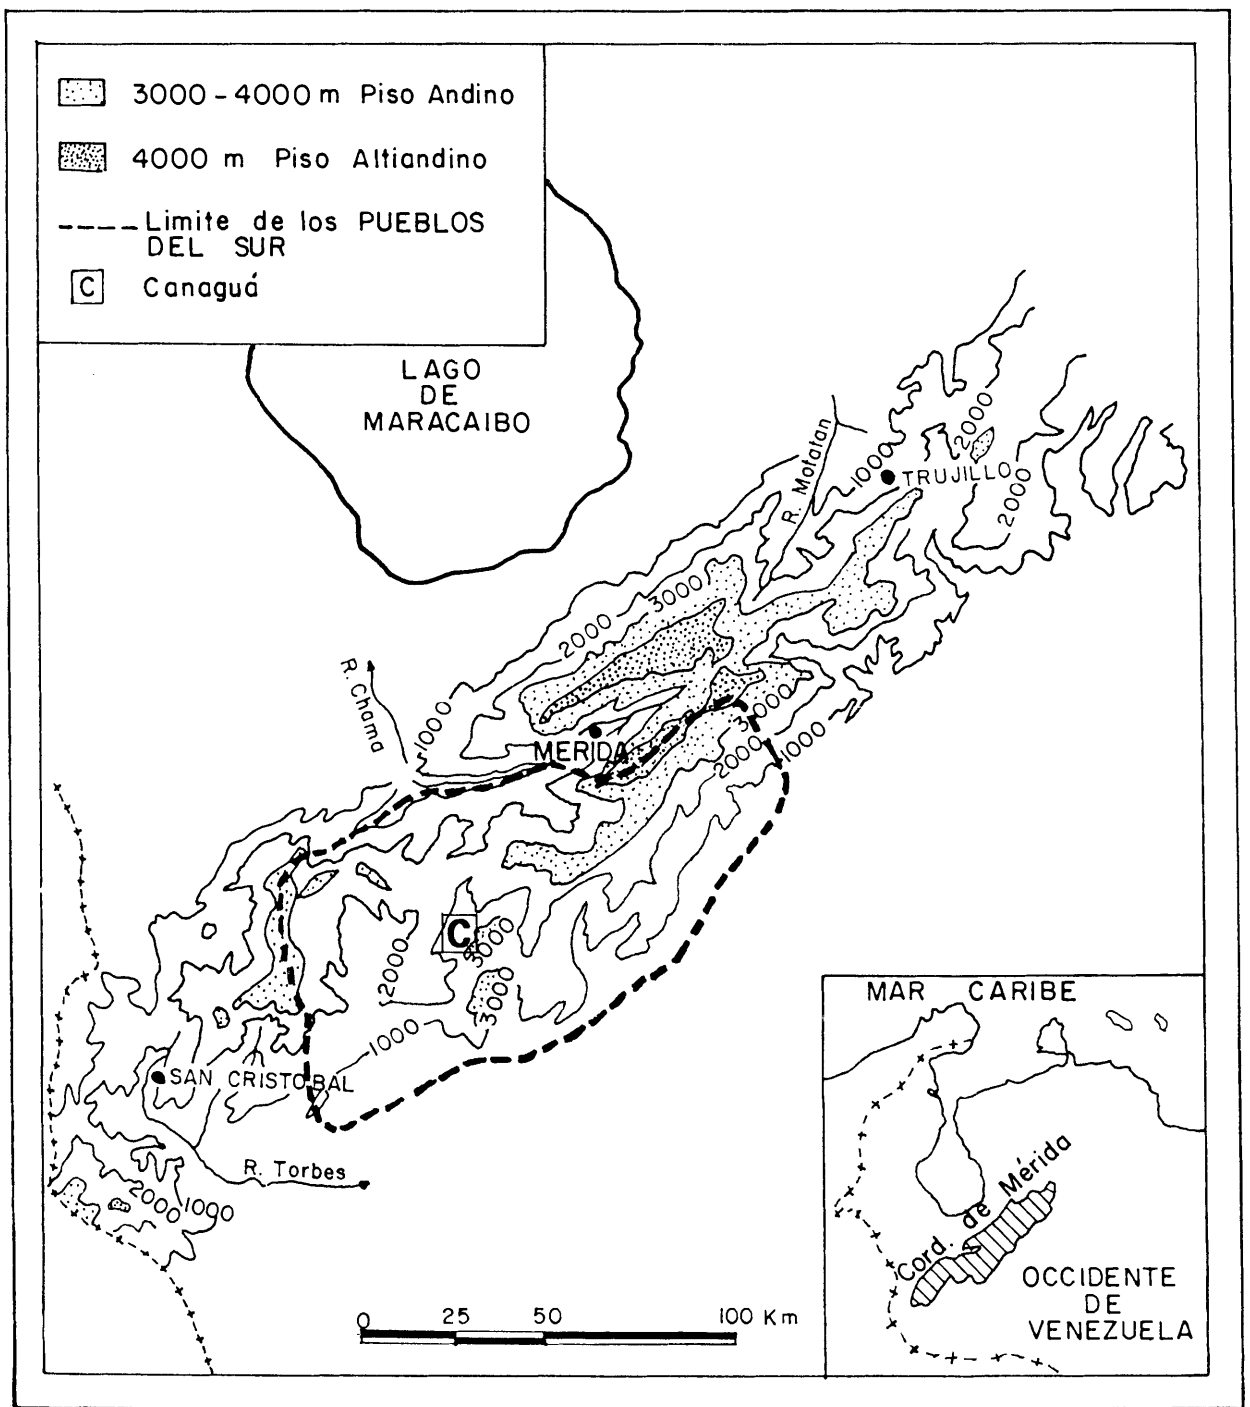 3000-4000 m Piso Andino
4000 m Piso Altiandino
Limite de los PUEBLOS
DEL SUR
C Canaguá
LAGO
DE
MARACAIBO
R. Motatan
1000
2000
TRUJILLO
2000
3000
2000
R. Chama
1000
MERIDA
3000
2000
1000
C
3000
2000
3000
1000
SAN CRISTOBAL
R. Torbes
2000
1000
0 25 50 100 Km
MAR CARIBE
Cord. de Mérida
OCCIDENTE
DE
VENEZUELA